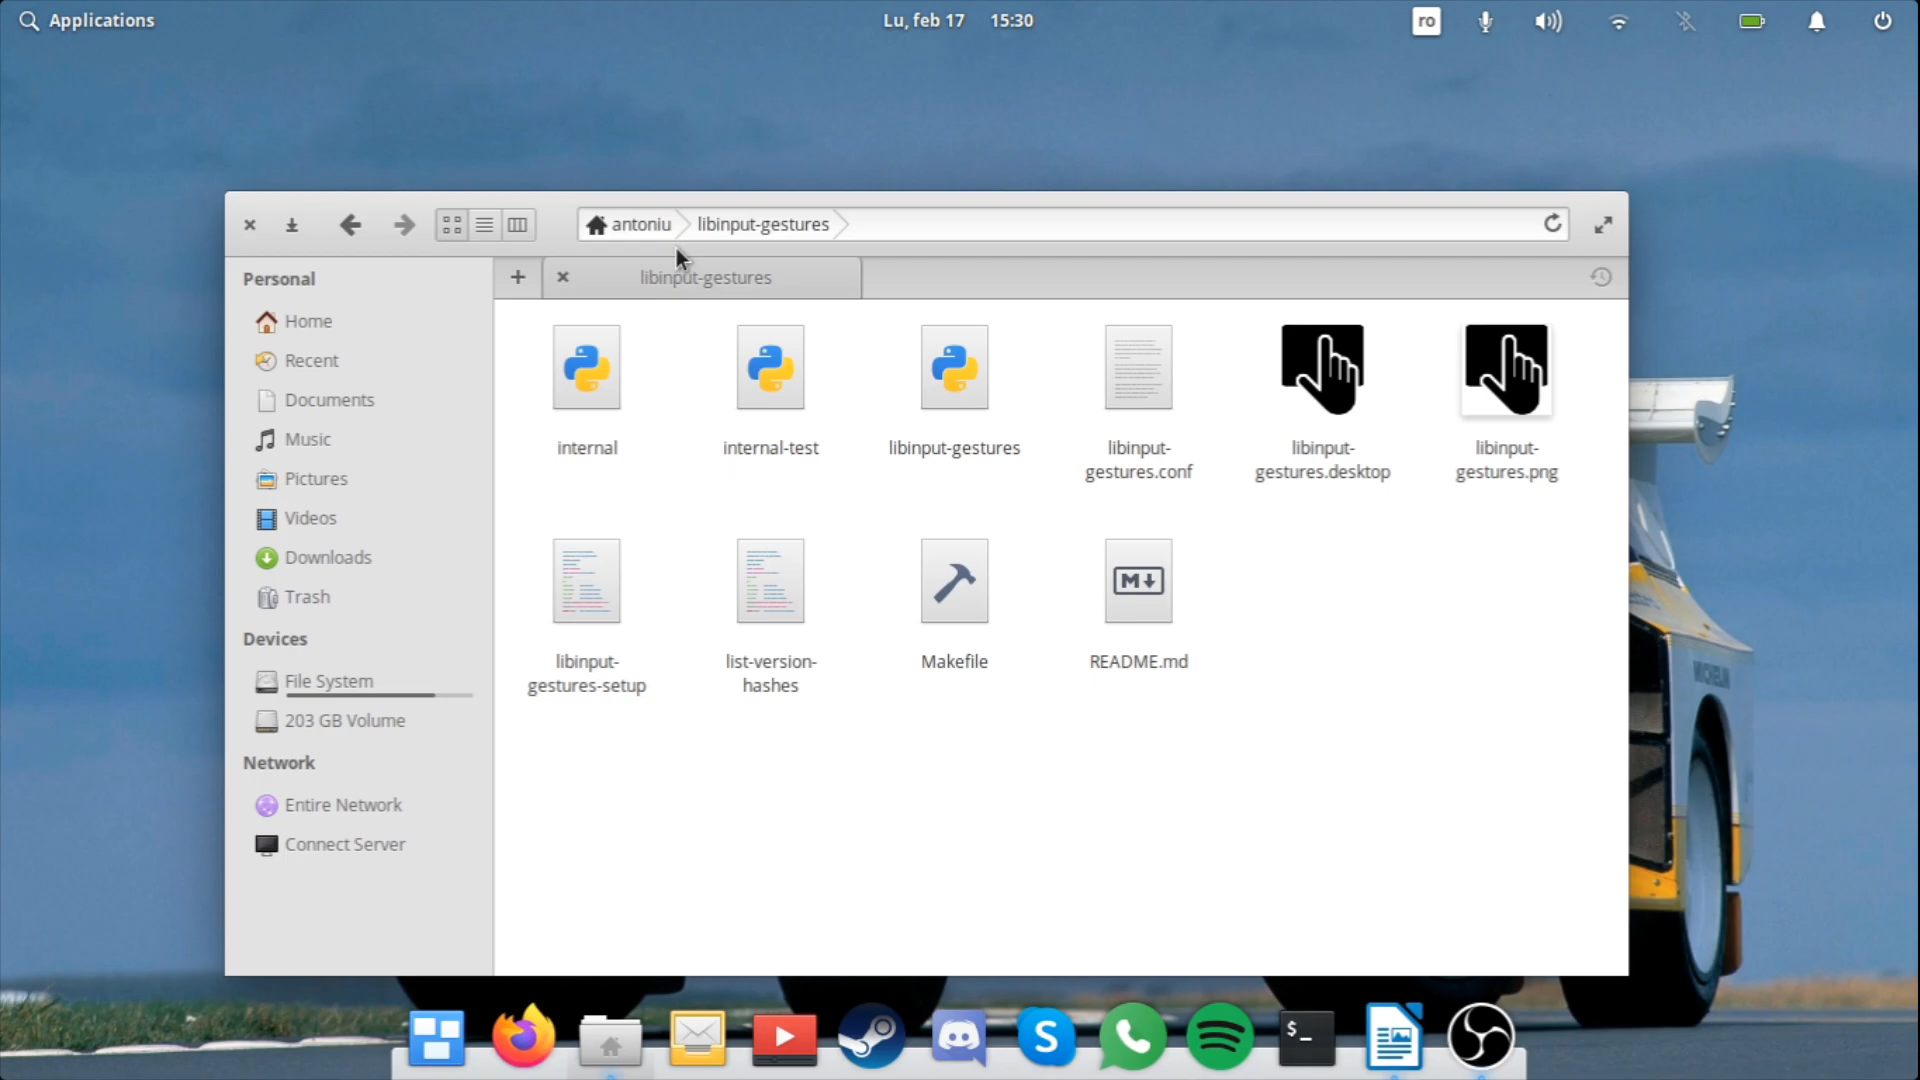 Applications
Lu, feb 17 15:30
ro
antoniu
libinput-gestures
libinput-gestures
Personal
Home
Recent
Documents
Music
Pictures
Videos
Downloads
Trash
Devices
File System
203 GB Volume
Network
Entire Network
Connect Server
internal
internal-test
libinput-gestures
libinput-
gestures.conf
libinput-
gestures.desktop
libinput-
gestures.png
M
libinput-
gestures-setup
list-version-
hashes
Makefile
README.md
MICHELIN
S
$_